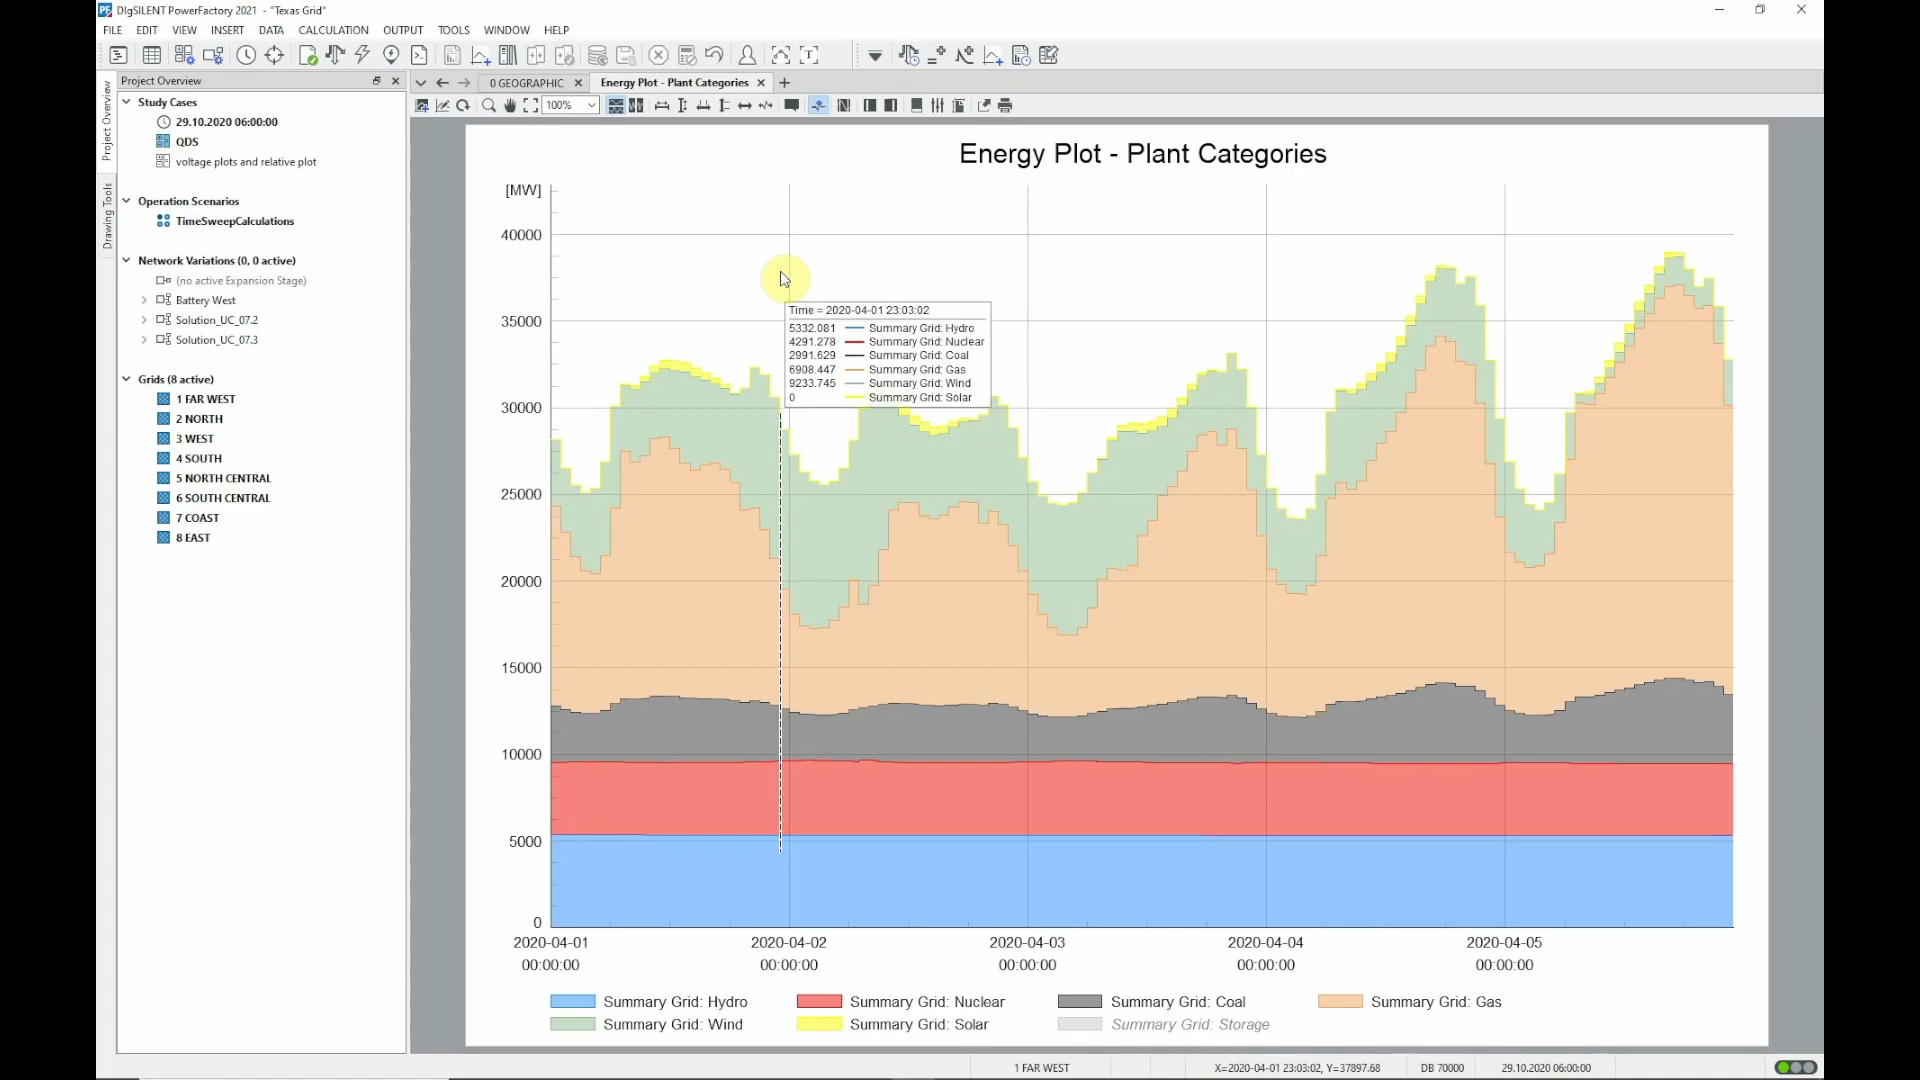 DIgSILENT PowerFactory 2021 - "Texas Grid"
FILE EDIT VIEW INSERT DATA CALCULATION OUTPUT TOOLS WINDOW HELP
Project Overview
Project Overview
Drawing Tools
Study Cases
29.10.2020 06:00:00
QDS
voltage plots and relative plot
Operation Scenarios
TimeSweepCalculations
Network Variations (0, 0 active)
(no active Expansion Stage)
Battery West
Solution_UC_07.2
Solution_UC_07.3
Grids (8 active)
1 FAR WEST
2 NORTH
3 WEST
4 SOUTH
5 NORTH CENTRAL
6 SOUTH CENTRAL
7 COAST
8 EAST
0 GEOGRAPHIC
Energy Plot - Plant Categories
100%
Energy Plot - Plant Categories
[MW]
40000
35000
30000
25000
20000
15000
10000
5000
0
Time = 2020-04-01 23:03:02
5332.081 Summary Grid: Hydro
4291.278 Summary Grid: Nuclear
2991.629 Summary Grid: Coal
6908.447 Summary Grid: Gas
9233.745 Summary Grid: Wind
0 Summary Grid: Solar
2020-04-01 2020-04-02 2020-04-03 2020-04-04 2020-04-05
00:00:00 00:00:00 00:00:00 00:00:00 00:00:00
Summary Grid: Hydro Summary Grid: Nuclear Summary Grid: Coal Summary Grid: Gas
Summary Grid: Wind Summary Grid: Solar Summary Grid: Storage
1 FAR WEST X=2020-04-01 23:03:02, Y=37897.68 DB 70000 29.10.2020 06:00:00